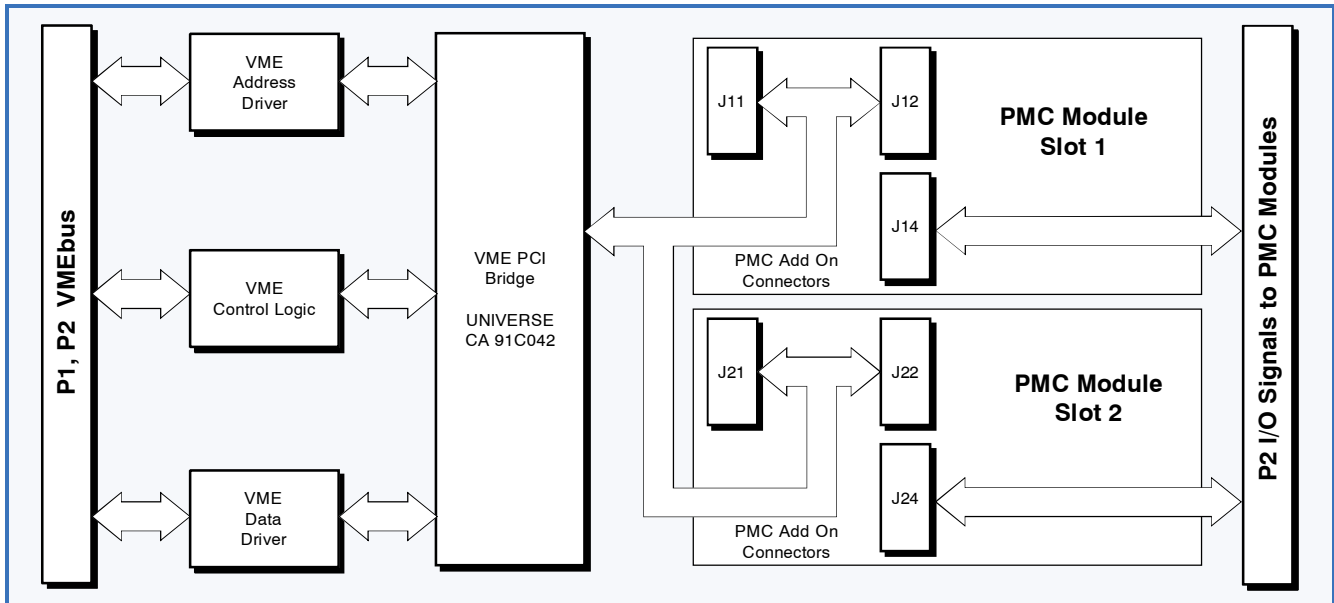 P1, P2 VMEbus
VME
Address
Driver
VME
Control Logic
VME
Data
Driver
VME PCI
Bridge
UNIVERSE
CA 91C042
J11
J12
PMC Module
Slot 1
J14
PMC Add On
Connectors
J21
J22
PMC Module
Slot 2
J24
PMC Add On
Connectors
P2 I/O Signals to PMC Modules